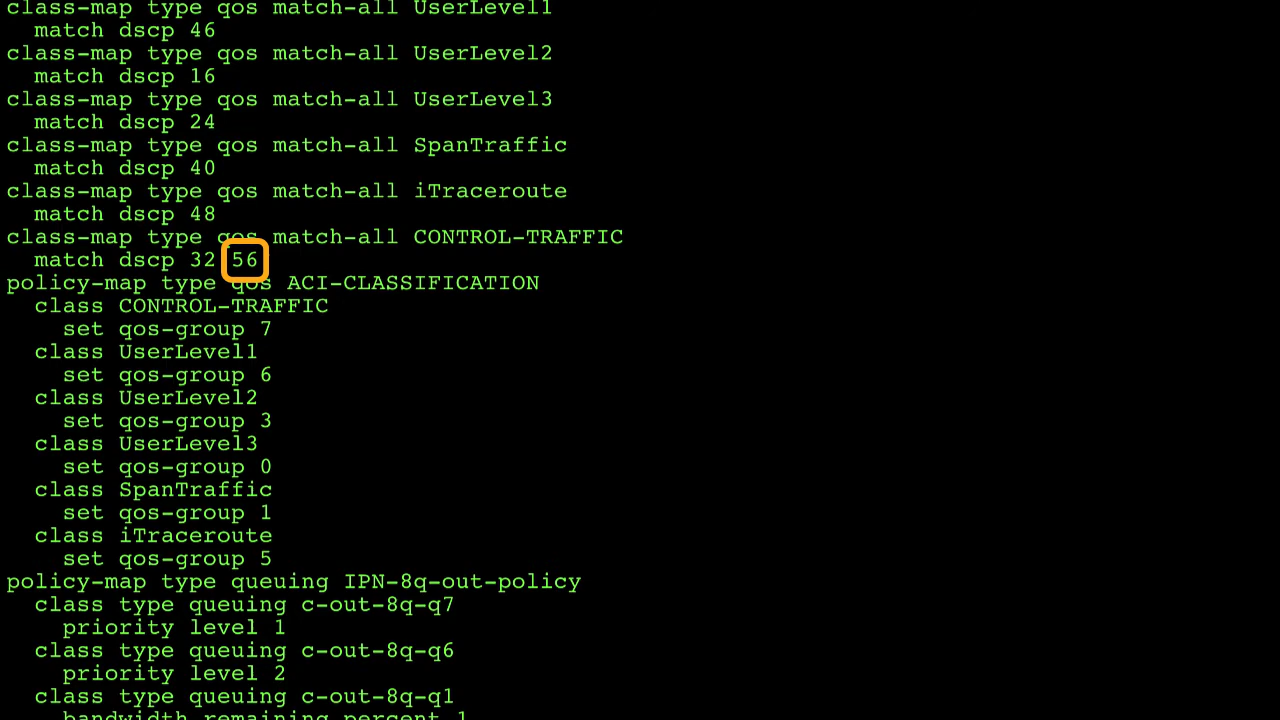 class-map type qos match-all UserLevel1
match dscp 46
class-map type qos match-all UserLevel2
match dscp 16
class-map type qos match-all UserLevel3
match dscp 24
class-map type qos match-all SpanTraffic
match dscp 40
class-map type qos match-all iTraceroute
match dscp 48
class-map type qos match-all CONTROL-TRAFFIC
match dscp 32 56
policy-map type qos ACI-CLASSIFICATION
class CONTROL-TRAFFIC
set qos-group 7
class UserLevel1
set qos-group 6
class UserLevel2
set qos-group 3
class UserLevel3
set qos-group 0
class SpanTraffic
set qos-group 1
class iTraceroute
set qos-group 5
policy-map type queuing IPN-8q-out-policy
class type queuing c-out-8q-q7
priority level 1
class type queuing c-out-8q-q6
priority level 2
class type queuing c-out-8q-q1
bandwidth remaining percent 1